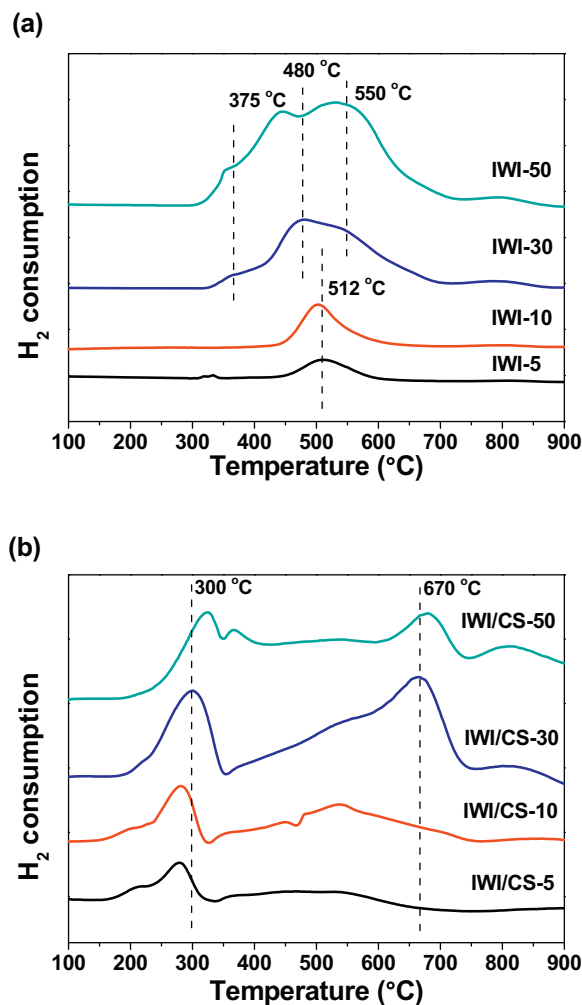 (a)
480 °C
375 °C
550 °C
IWI-50
IWI-30
512 °C
IWI-10
IWI-5
H2 consumption
100 200 300 400 500 600 700 800 900
Temperature (°C)
(b)
300 °C
670 °C
IWI/CS-50
IWI/CS-30
IWI/CS-10
IWI/CS-5
H2 consumption
100 200 300 400 500 600 700 800 900
Temperature (°C)